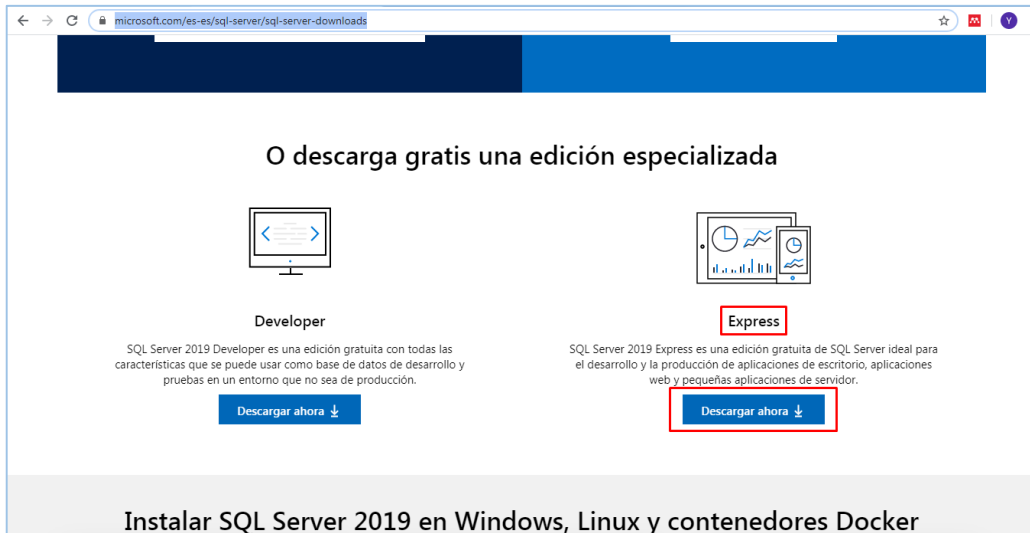 microsoft.com/es-es/sql-server/sql-server-downloads
Y
O descarga gratis una edición especializada
Developer
SQL Server 2019 Developer es una edición gratuita con todas las
características que se puede usar como base de datos de desarrollo y
pruebas en un entorno que no sea de producción.
Descargar ahora
Express
SQL Server 2019 Express es una edición gratuita de SQL Server ideal para
el desarrollo y la producción de aplicaciones de escritorio, aplicaciones
web y pequeñas aplicaciones de servidor.
Descargar ahora
Instalar SQL Server 2019 en Windows, Linux y contenedores Docker